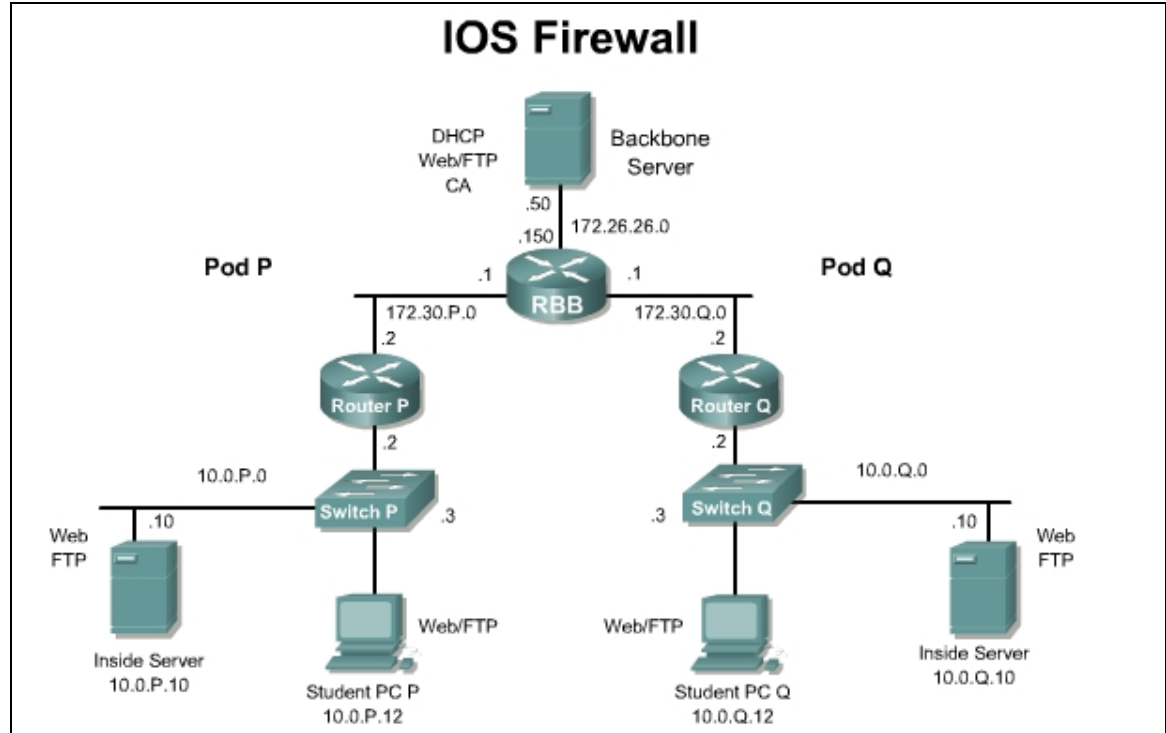 IOS Firewall
DHCP
Web/FTP
CA
Backbone
Server
.50
172.26.26.0
.150
Pod P
Pod Q
.1
.1
RBB
172.30.P.0
172.30.Q.0
.2
.2
Router P
Router Q
.2
.2
10.0.P.0
10.0.Q.0
Switch P
Switch Q
.3
.3
.10
.10
Web
FTP
Web
FTP
Web/FTP
Web/FTP
Inside Server
10.0.P.10
Student PC P
10.0.P.12
Student PC Q
10.0.Q.12
Inside Server
10.0.Q.10